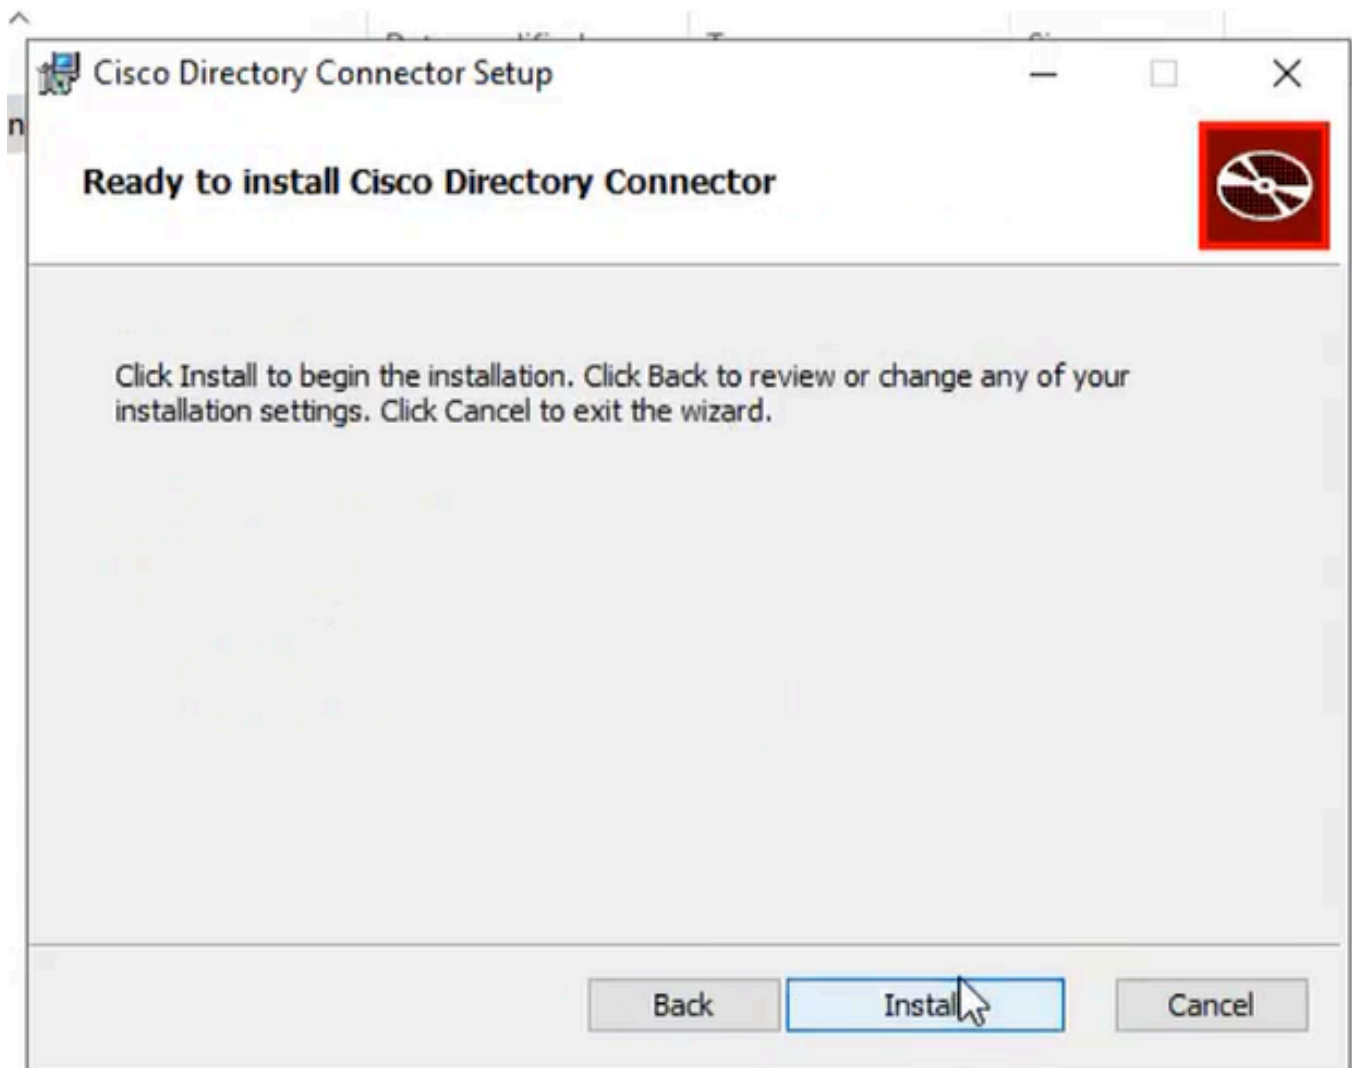 Cisco Directory Connector Setup
Ready to install Cisco Directory Connector
Click Install to begin the installation. Click Back to review or change any of your
installation settings. Click Cancel to exit the wizard.
Back
Install
Cancel